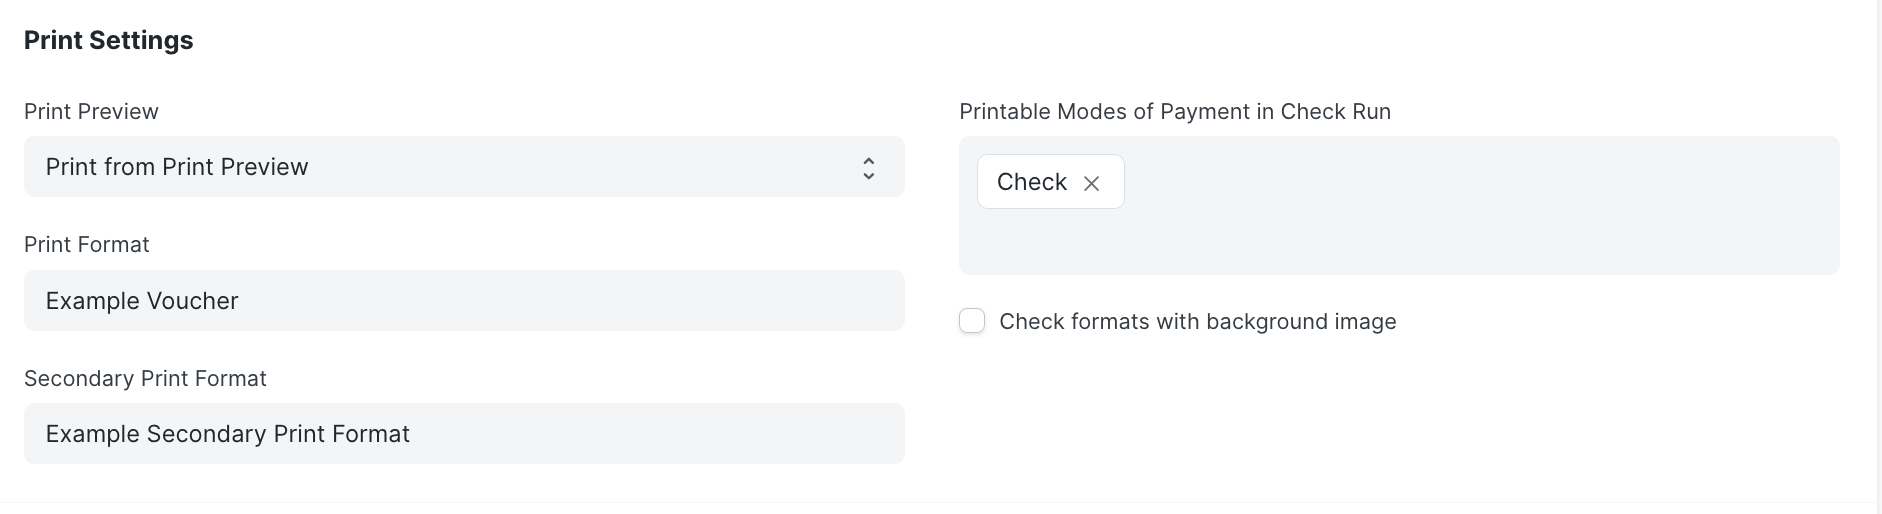 Print Settings
Print Preview
Print from Print Preview
Print Format
Example Voucher
Secondary Print Format
Example Secondary Print Format
Printable Modes of Payment in Check Run
Check
Check formats with background image